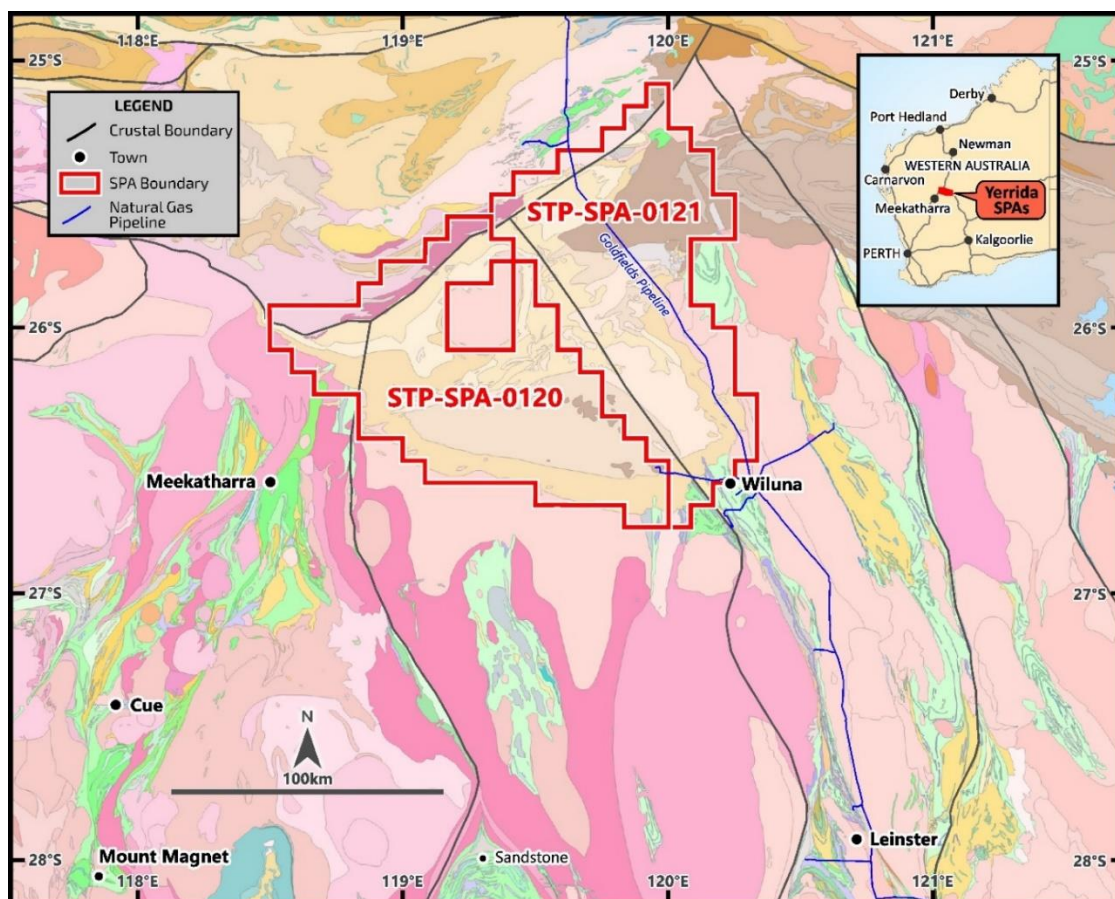 118°E
119°E
120°E
121°E
25°S
25°S
LEGEND
Crustal Boundary
Town
SPA Boundary
Natural Gas
Pipeline
Derby
Port Hedland
Newman
WESTERN AUSTRALIA
Carnarvon
Meekatharra
Yerrida
SPAs
Kalgoorlie
PERTH
STP-SPA-0121
Goldfields Pipeline
26°S
26°S
STP-SPA-0120
Meekatharra
Wiluna
27°S
27°S
Cue
N
100km
Leinster
Mount Magnet
Sandstone
28°S
28°S
118°E
119°E
120°E
121°E